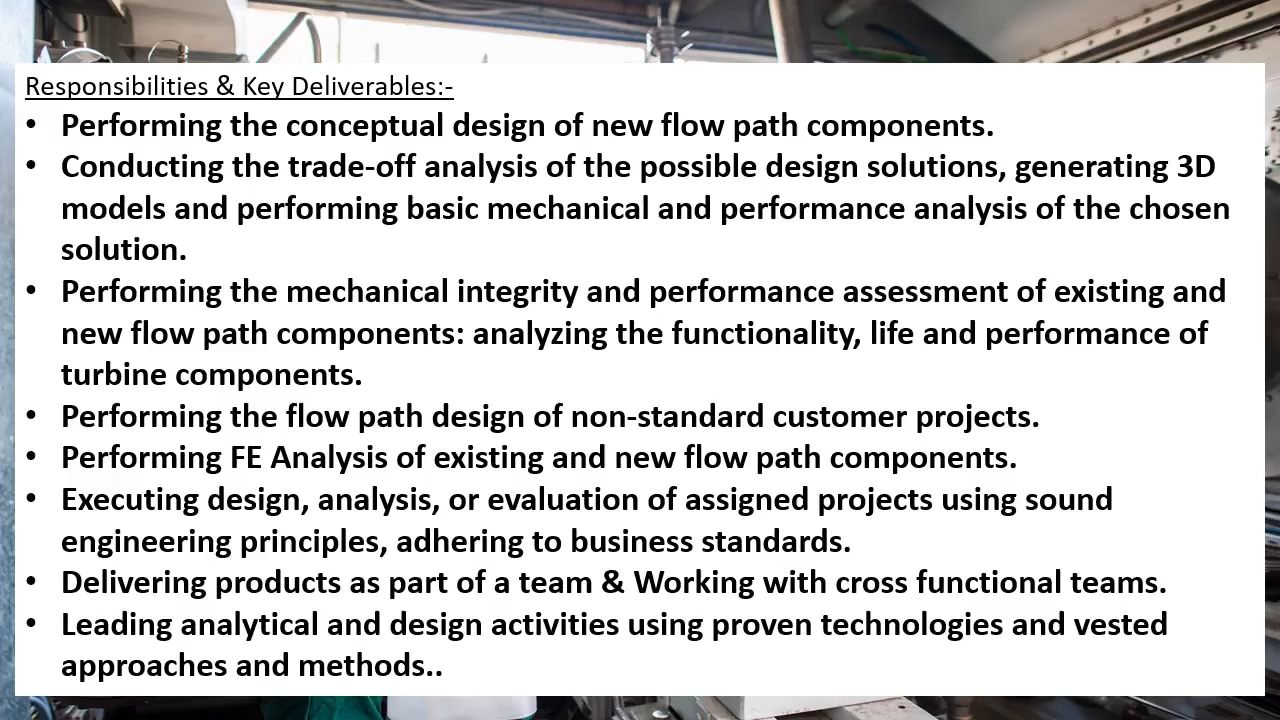 Responsibilities & Key Deliverables:-
• Performing the conceptual design of new flow path components.
• Conducting the trade-off analysis of the possible design solutions, generating 3D
models and performing basic mechanical and performance analysis of the chosen
solution.
• Performing the mechanical integrity and performance assessment of existing and
new flow path components: analyzing the functionality, life and performance of
turbine components.
• Performing the flow path design of non-standard customer projects.
• Performing FE Analysis of existing and new flow path components.
• Executing design, analysis, or evaluation of assigned projects using sound
engineering principles, adhering to business standards.
• Delivering products as part of a team & Working with cross functional teams.
• Leading analytical and design activities using proven technologies and vested
approaches and methods..